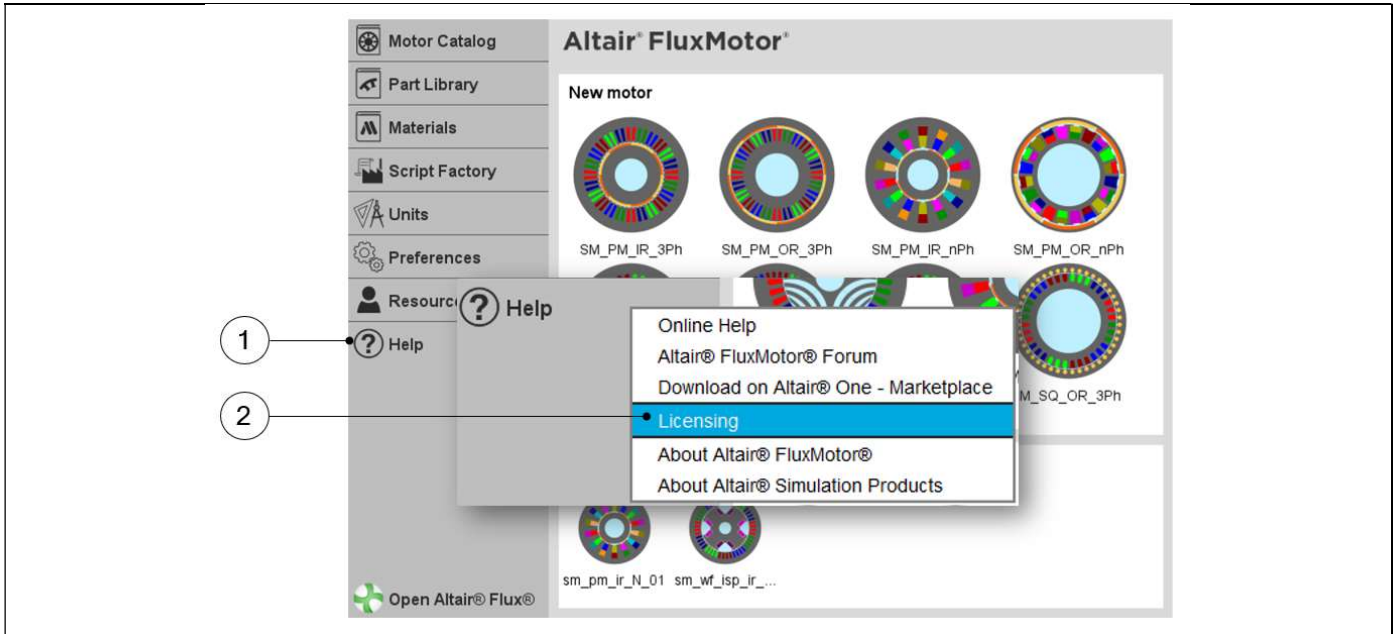 Motor Catalog
Part Library
Materials
Script Factory
Units
Preferences
Resourc
1
Help
2
Open Altair® Flux®
Altair® FluxMotor®
New motor
SM_PM_IR_3Ph
SM_PM_OR_3Ph
SM_PM_IR_nPh
SM_PM_OR_nPh
M_SQ_OR_3Ph
? Help
Online Help
Altair® FluxMotor® Forum
Download on Altair® One - Marketplace
Licensing
About Altair® FluxMotor®
About Altair® Simulation Products
sm_pm_ir_N_01
sm_wf_isp_ir_...